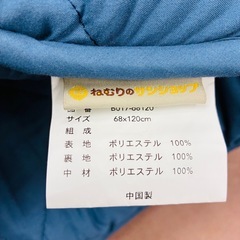 ねむりの
品番 B017-68120
サイズ 68x120cm
組成
表地 ポリエステル 100%
裏地 ポリエステル 100%
中材 ポリエステル 100%
中国製